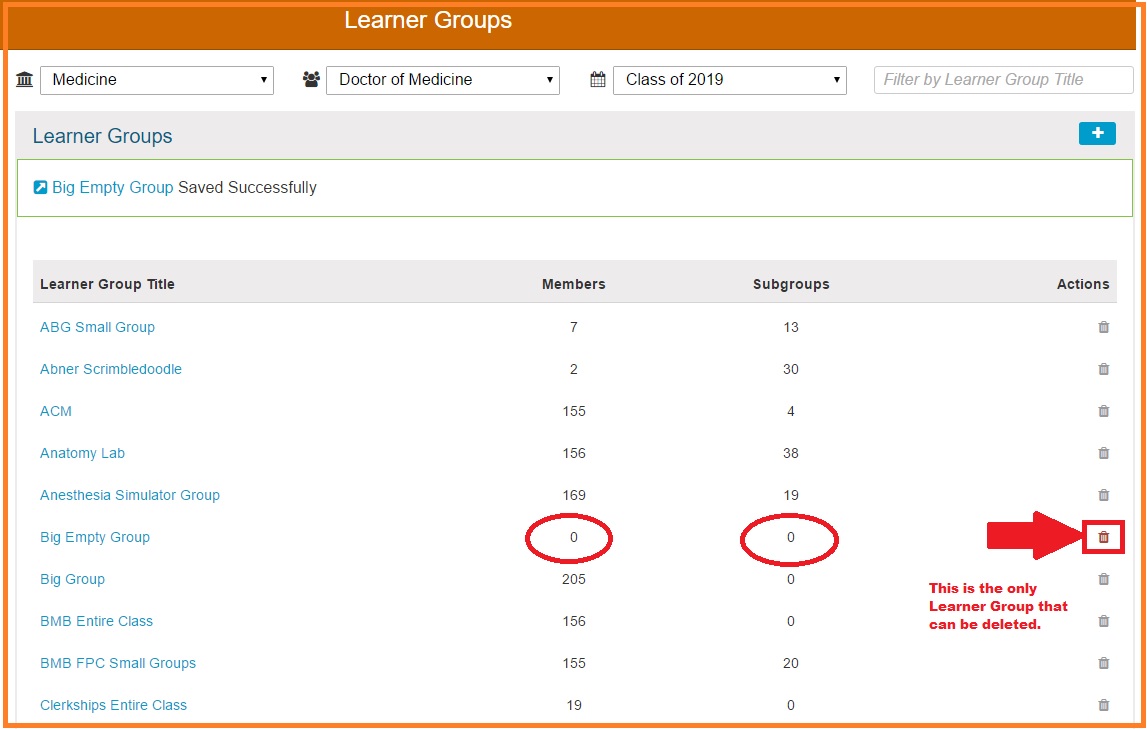 Learner Groups
Medicine Doctor of Medicine Class of 2019 Filter by Learner Group Title
Learner Groups
Big Empty Group Saved Successfully
Learner Group Title Members Subgroups Actions
ABG Small Group 7 13
Abner Scrimbledoodle 2 30
ACM 155 4
Anatomy Lab 156 38
Anesthesia Simulator Group 169 19
Big Empty Group 0 0
Big Group 205 0
This is the only
Learner Group that
can be deleted.
BMB Entire Class 156 0
BMB FPC Small Groups 155 20
Clerkships Entire Class 19 0